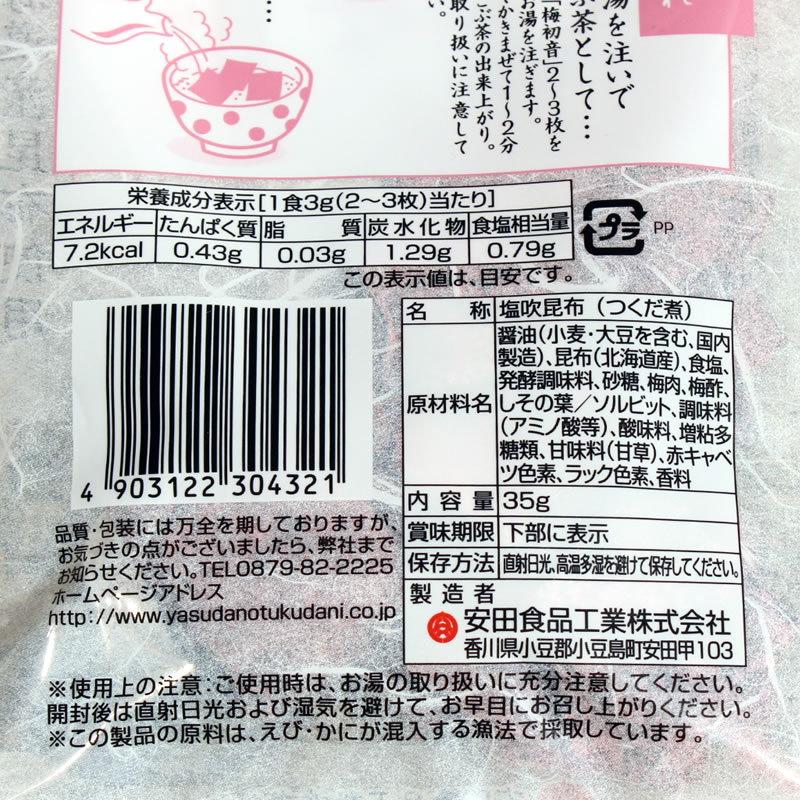 れ
湯を注いで
茶として…
「梅初音」2〜3枚を
お湯を注ぎます。
かきまぜて1〜2分
こぶ茶の出来上がり。
取り扱いに注意して
い。
…
栄養成分表示[1食3g(2〜3枚)当たり]
エネルギー たんぱく質 脂質 炭水化物 食塩相当量
7.2kcal 0.43g 0.03g 1.29g 0.79g
プラ PP
この表示値は、目安です。
名称 塩吹昆布(つくだ煮)
原材料名 醤油(小麦・大豆を含む、国内
製造)、昆布(北海道産)、食塩、
発酵調味料、砂糖、梅肉、梅酢、
しその葉/ソルビット、調味料
(アミノ酸等)、酸味料、増粘多
糖類、甘味料(甘草)、赤キャベ
ツ色素、ラック色素、香料
内容量 35g
賞味期限 下部に表示
保存方法 直射日光、高温多湿を避けて保存してください。
製造者
安田食品工業株式会社
香川県小豆郡小豆島町安田甲103
4 903122 304321
品質・包装には万全を期しておりますが、
お気づきの点がございましたら、弊社まで
お知らせください。TEL0879-82-2225
ホームページアドレス
http://www.yasudanotukudani.co.jp
※使用上の注意:ご使用時は、お湯の取り扱いに充分注意してください。
開封後は直射日光および湿気を避けて、お早目にお召し上がりください。
※この製品の原料は、えび・かにが混入する漁法で採取しています。